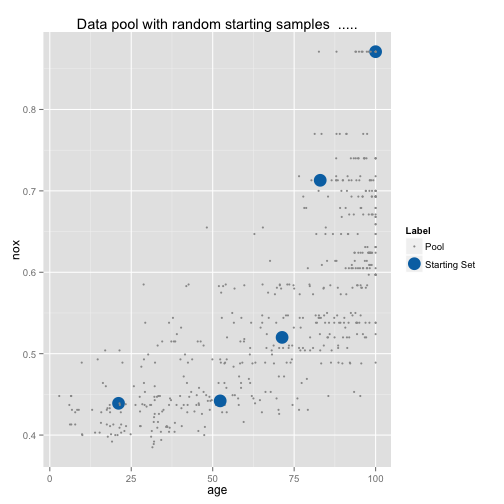 Data pool with random starting samples .....
nox
0.8
0.7
0.6
0.5
0.4
0 25 50 75 100
age
Label
Pool
Starting Set